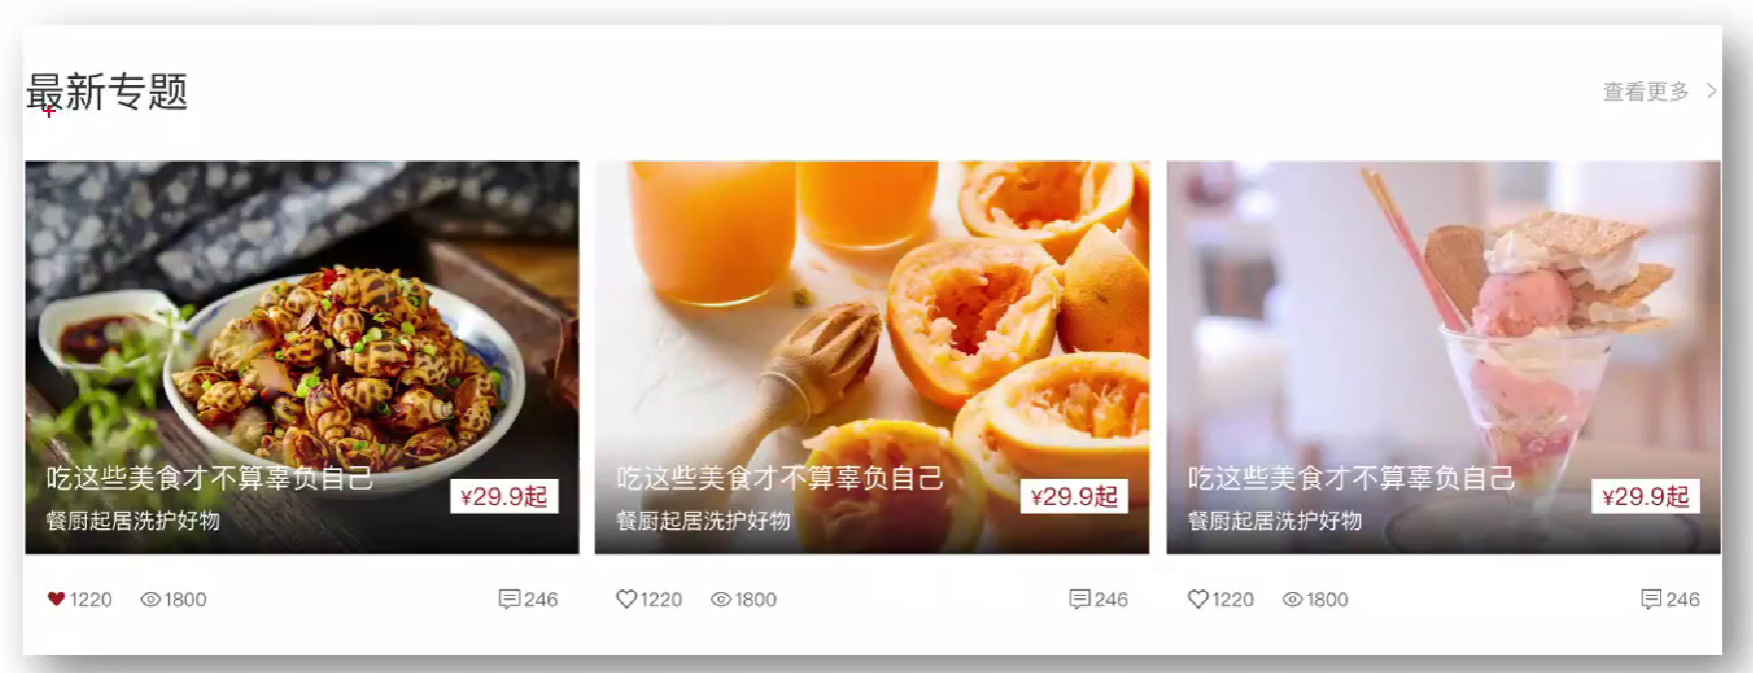 最新专题
查看更多 >
吃这些美食才不算辜负自己
¥29.9起
餐厨起居洗护好物
1220 1800 246
吃这些美食才不算辜负自己
¥29.9起
餐厨起居洗护好物
1220 1800 246
吃这些美食才不算辜负自己
¥29.9起
餐厨起居洗护好物
1220 1800 246